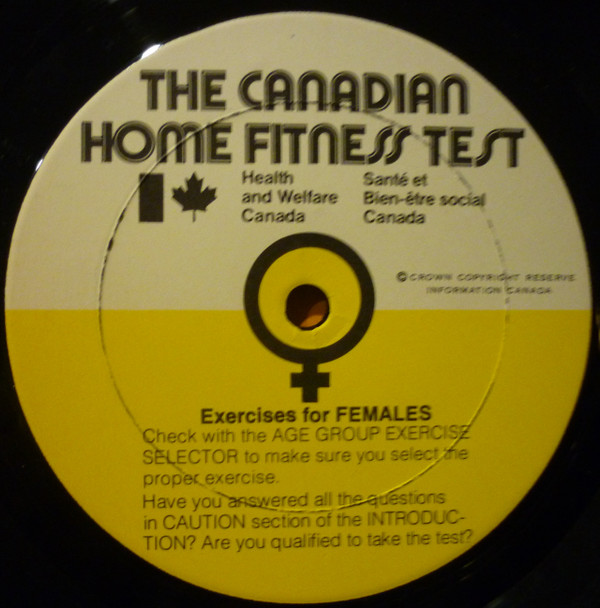 THE CANADIAN
HOME FITNESS TEST
Health
and Welfare
Canada
Santé et
Bien-être social
Canada
© CROWN COPYRIGHT RESERVE
INFORMATION CANADA
Exercises for FEMALES
Check with the AGE GROUP EXERCISE
SELECTOR to make sure you select the
proper exercise.
Have you answered all the questions
in CAUTION section of the INTRODUC-
TION? Are you qualified to take the test?